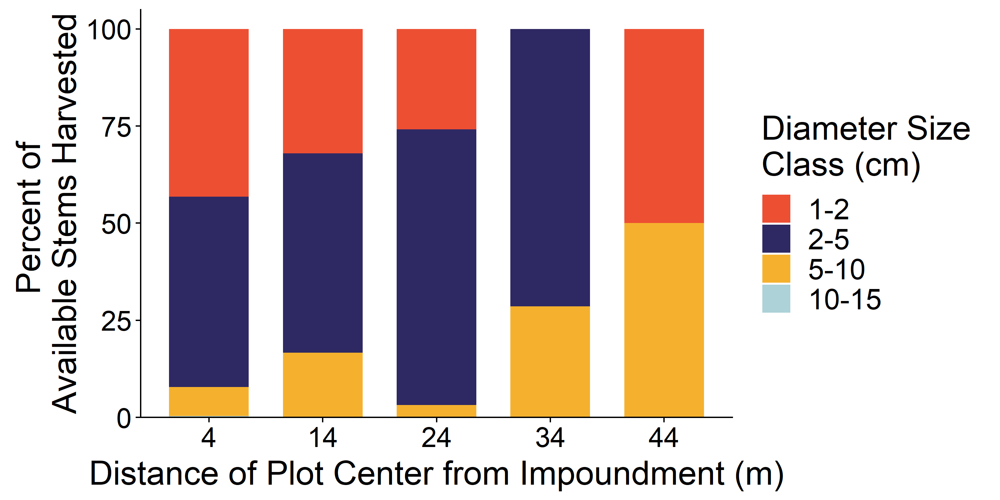 Percent of
Available Stems Harvested
100
75
50
25
0
4
14
24
34
44
Distance of Plot Center from Impoundment (m)
Diameter Size
Class (cm)
1-2
2-5
5-10
10-15